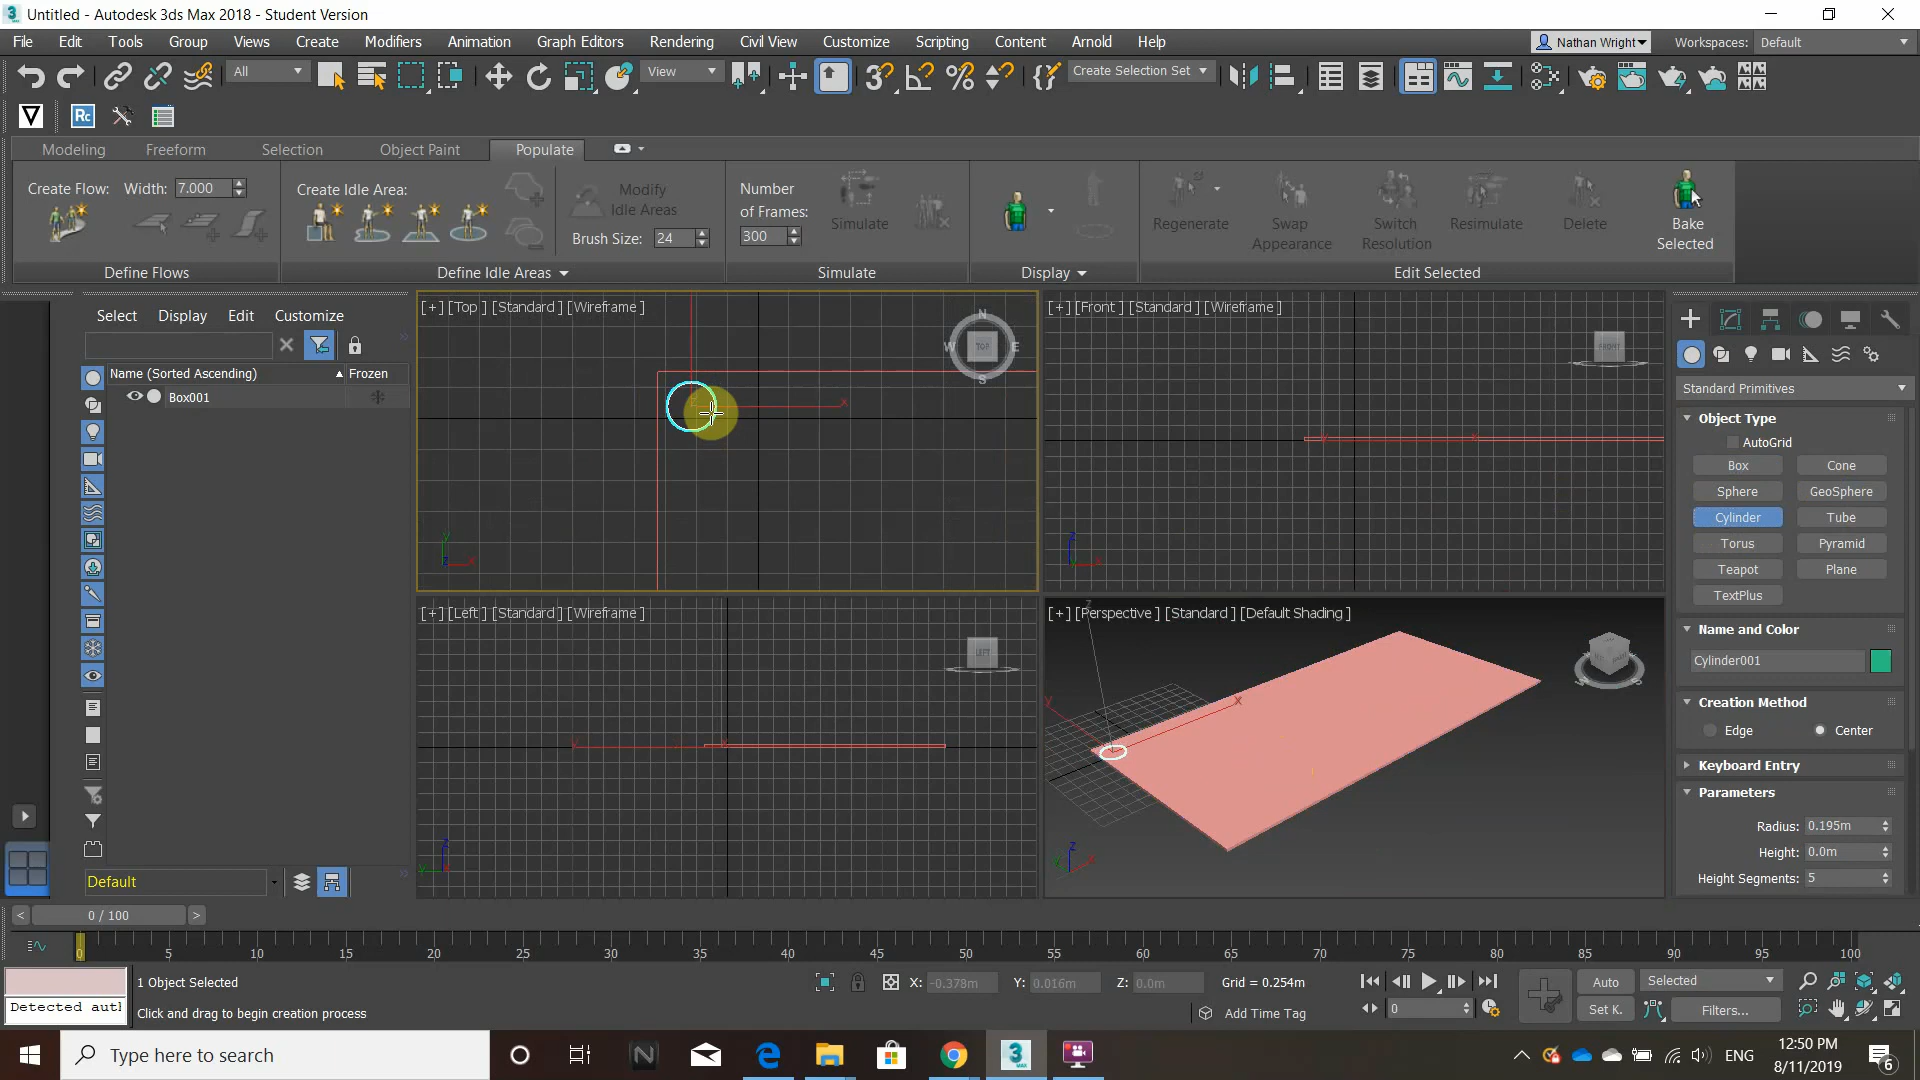 Untitled - Autodesk 3ds Max 2018 - Student Version
File Edit Tools Group Views Create Modifiers Animation Graph Editors Rendering Civil View Customize Scripting Content Arnold Help
Nathan Wright
Workspaces: Default
All
View
Create Selection Set
Rc
Modeling Freeform Selection Object Paint Populate
Create Flow: Width: 7.000
Create Idle Area:
Modify
Idle Areas
Brush Size: 24
Number
of Frames:
300
Simulate
Regenerate
Swap
Appearance
Switch
Resolution
Resimulate
Delete
Bake
Selected
Define Flows
Define Idle Areas
Simulate
Display
Edit Selected
Select Display Edit Customize
Name (Sorted Ascending)
Frozen
Box001
Default
[+] [Top ] [Standard ] [Wireframe ]
N
W
TOP
E
S
y
z
x
x
[+] [Front ] [Standard ] [Wireframe ]
FRONT
[+] [Left ] [Standard ] [Wireframe ]
LEFT
[+] [Perspective ] [Standard ] [Default Shading ]
Standard Primitives
Object Type
AutoGrid
Box Cone
Sphere GeoSphere
Cylinder Tube
Torus Pyramid
Teapot Plane
TextPlus
Name and Color
Cylinder001
Creation Method
Edge Center
Keyboard Entry
Parameters
Radius: 0.195m
Height: 0.0m
Height Segments: 5
< 0 / 100 >
0 5 10 15 20 25 30 35 40 45 50 55 60 65 70 75 80 85 90 95 100
1 Object Selected
X: -0.378m Y: 0.016m Z: 0.0m Grid = 0.254m
Detected auth
Click and drag to begin creation process
Add Time Tag
0
Auto
Selected
Set K.
Filters...
Type here to search
ENG
12:50 PM
8/11/2019
6